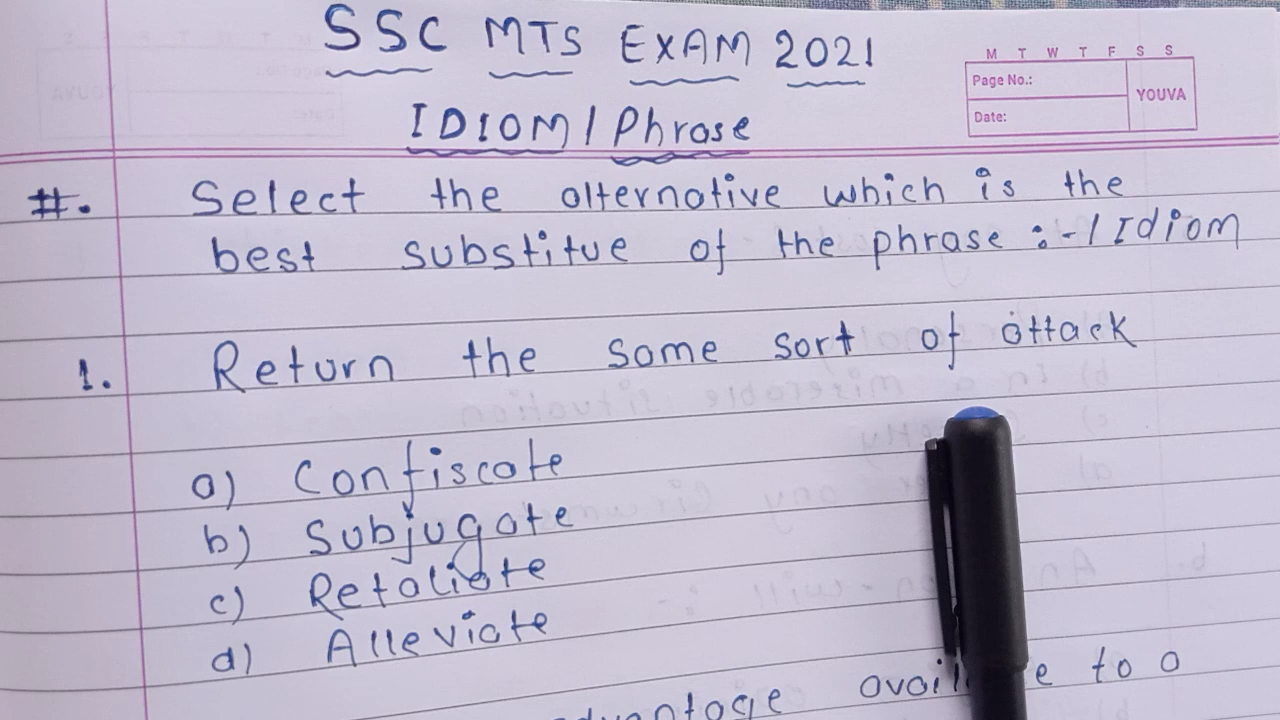 SSC MTS EXAM 2021
IDIOM/Phrase
M T W T F S S
Page No.:
YOUVA
Date:
#. Select the alternative which is the
best substitue of the phrase :-/Idiom
1. Return the same sort of attack
a) Confiscate
b) Subjugate
c) Retaliate
d) Alleviate
to a